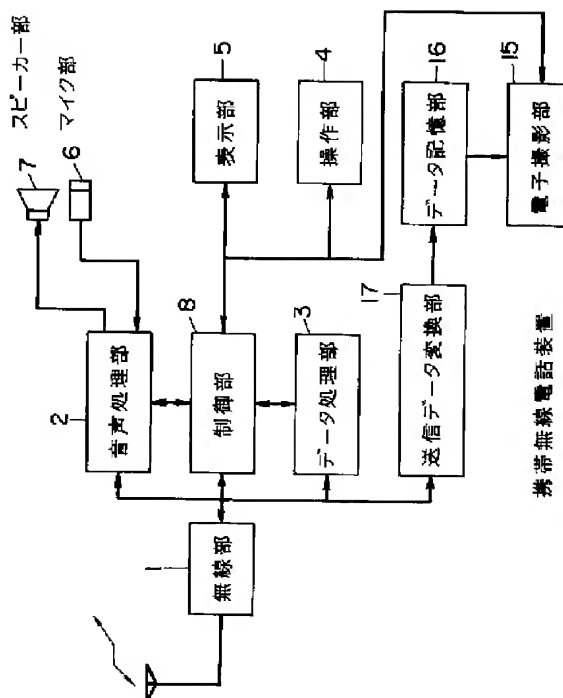 7 スピーカー部
6 マイク部
2
音声処理部
5
表示部
8
制御部
4
操作部
1
無線部
3
データ処理部
16
データ記憶部
17
送信データ変換部
15
電子撮影部
携帯無線電話装置